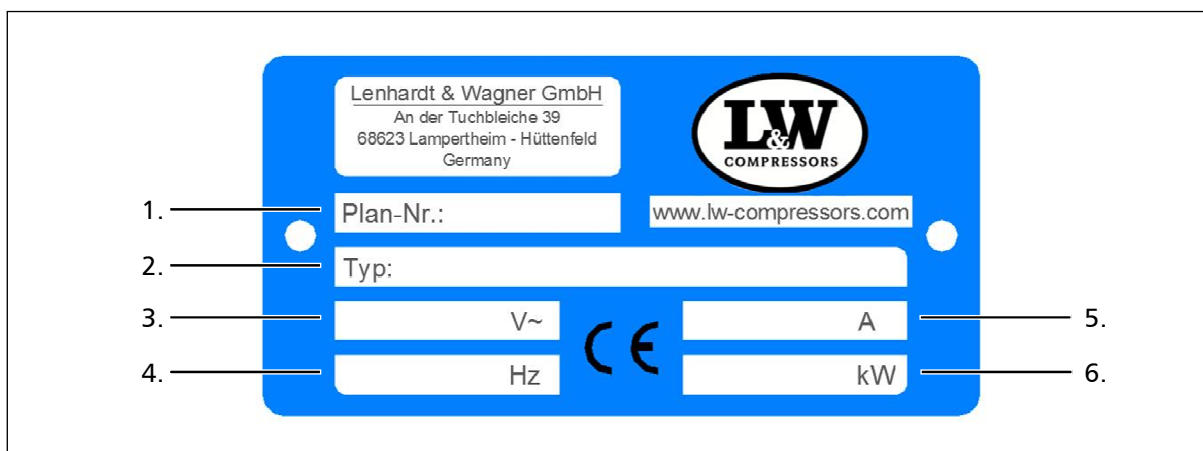 Lenhardt & Wagner GmbH
An der Tuchbleiche 39
68623 Lampertheim - Hüttenfeld
Germany
L&W
COMPRESSORS
1. Plan-Nr.:
www.lw-compressors.com
2. Typ:
3. V~
CE
A 5.
4. Hz
kW 6.